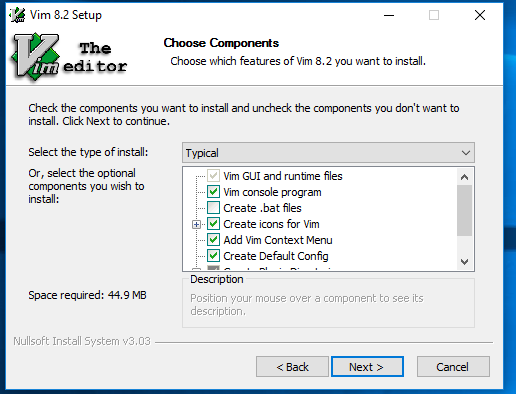 Vim 8.2 Setup
The
Vim editor
Choose Components
Choose which features of Vim 8.2 you want to install.
Check the components you want to install and uncheck the components you don't want to
install. Click Next to continue.
Select the type of install:
Typical
Or, select the optional
components you wish to
install:
Vim GUI and runtime files
Vim console program
Create .bat files
Create icons for Vim
Add Vim Context Menu
Create Default Config
Space required: 44.9 MB
Description
Position your mouse over a component to see its
description.
Nullsoft Install System v3.03
< Back
Next >
Cancel